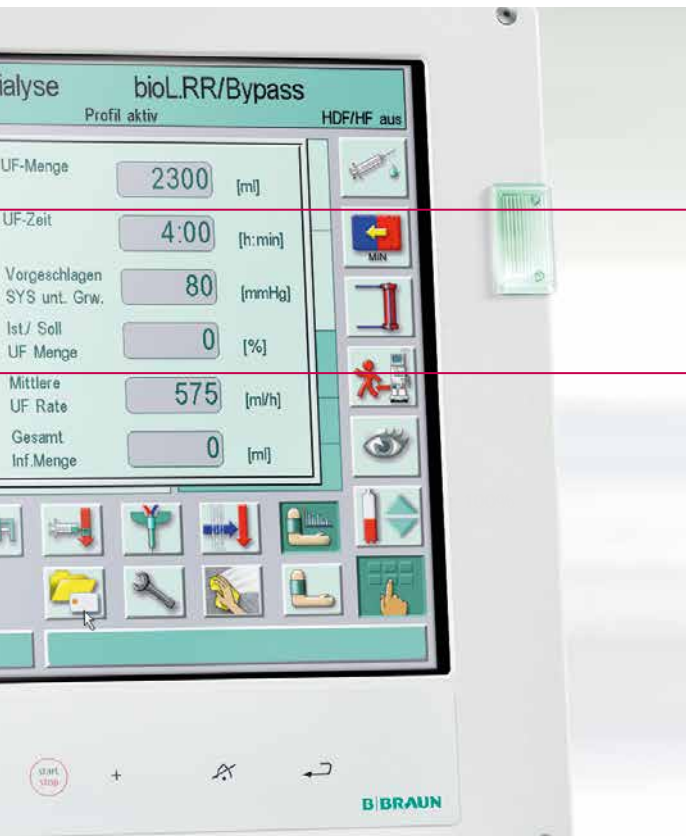 ialyse bioL.RR/Bypass
Profil aktiv HDF/HF aus
UF-Menge 2300 [ml]
UF-Zeit 4:00 [h:min]
Vorgeschlagen
SYS unt. Grw. 80 [mmHg]
Ist./ Soll
UF Menge 0 [%]
Mittlere
UF Rate 575 [ml/h]
Gesamt
Inf.Menge 0 [ml]
MIN
start
stop +
B|BRAUN